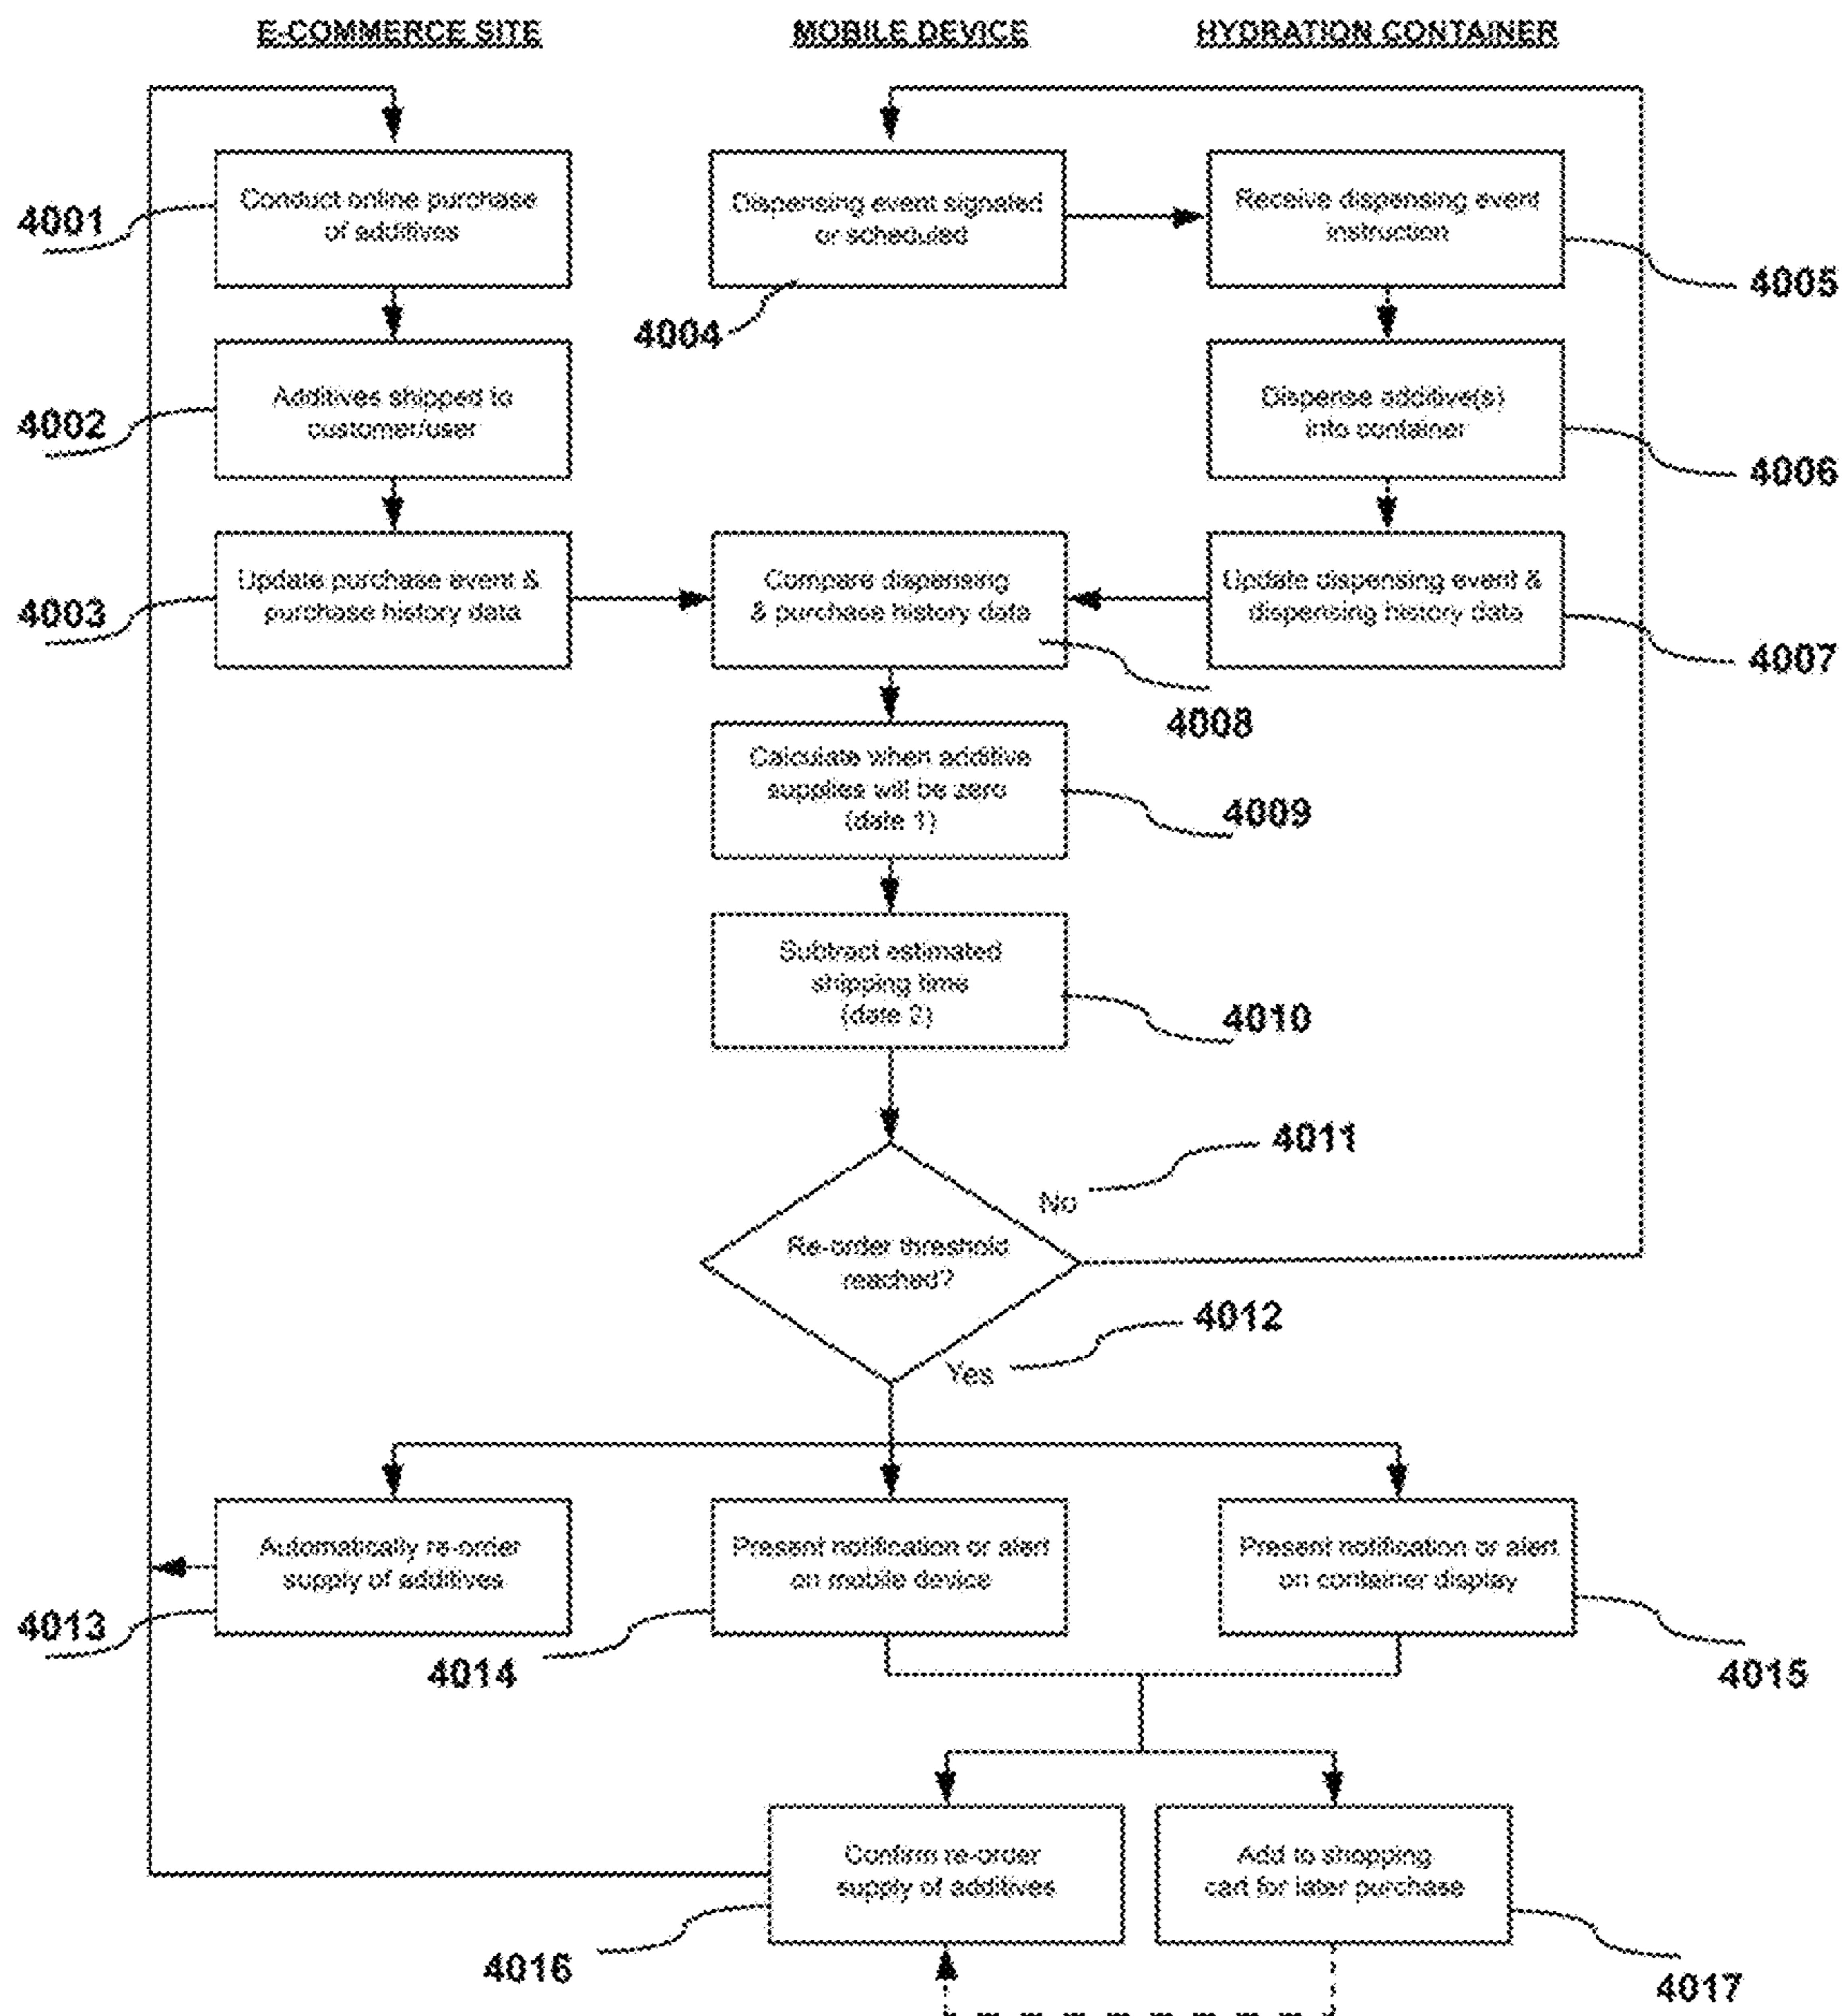 E-COMMERCE SITE
MOBILE DEVICE
HYDRATION CONTAINER
4001
Conduct online purchase
of additives
Dispensing event signaled
or scheduled
4004
Receive dispensing event
instruction
4005
4002
Additives shipped to
customer/user
Dispense additive(s)
into container
4006
4003
Update purchase event &
purchase history data
Compare dispensing
& purchase history data
4008
Update dispensing event &
dispensing history data
4007
Calculate when additive
supplies will be zero
(date 1)
4009
Subtract estimated
shipping time
(date 2)
4010
4011
No
Re-order threshold
reached?
4012
Yes
Automatically re-order
supply of additives
4013
Present notification or alert
on mobile device
4014
Present notification or alert
on container display
4015
Confirm re-order
supply of additives
4016
Add to shopping
cart for later purchase
4017